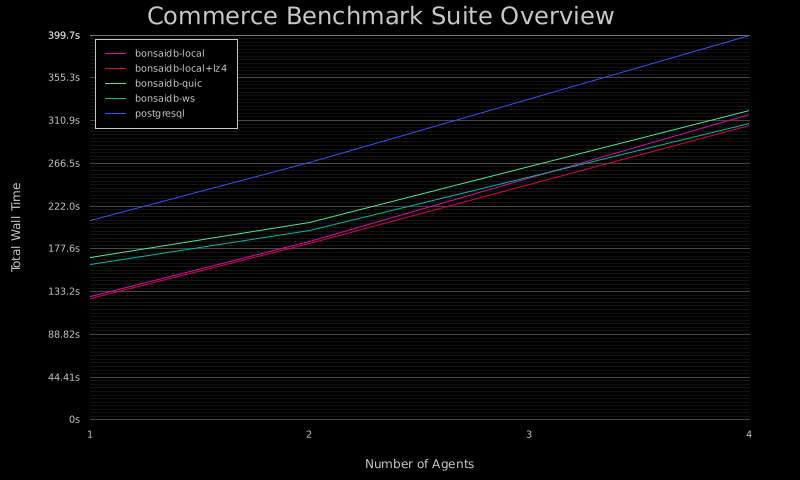 Commerce Benchmark Suite Overview
399.7s
355.3s
310.9s
266.5s
222.0s
177.6s
133.2s
88.82s
44.41s
0s
bonsaidb-local
bonsaidb-local+lz4
bonsaidb-quic
bonsaidb-ws
postgresql
Total Wall Time
1
2
3
4
Number of Agents